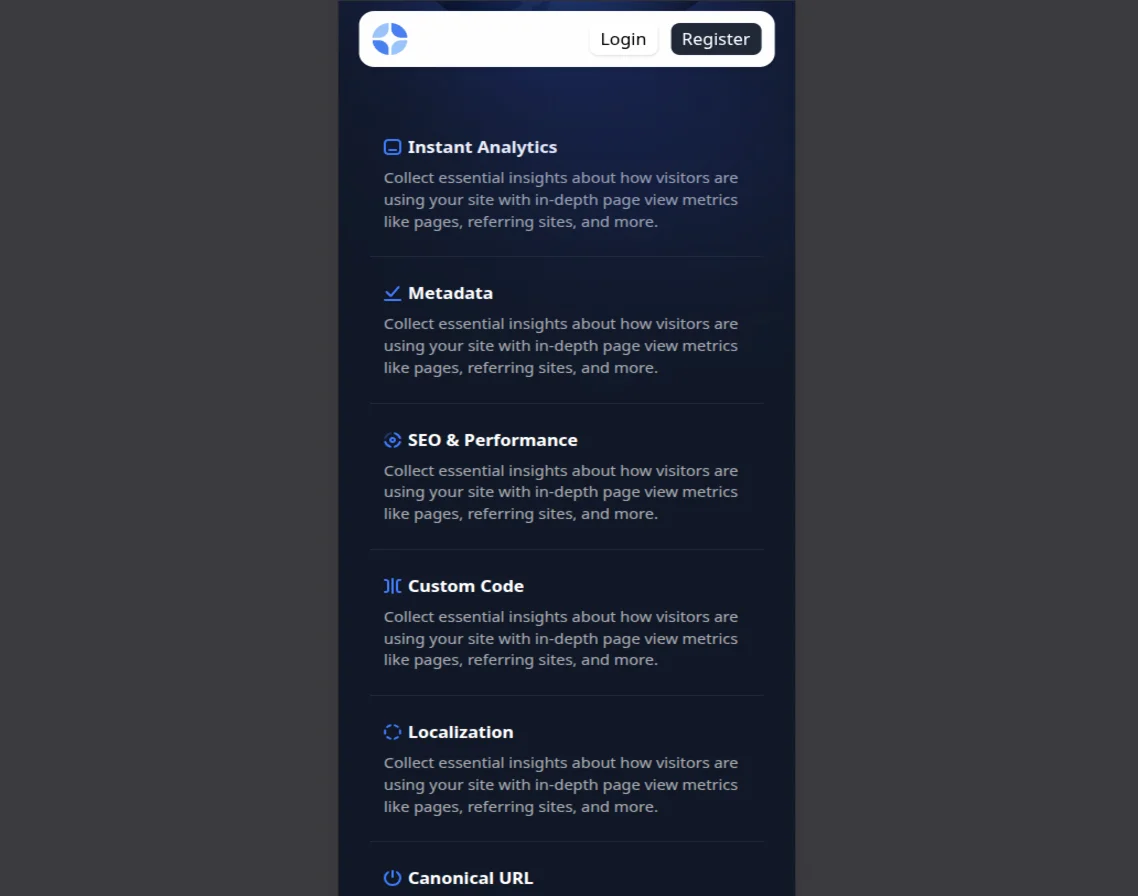 Login
Register
Instant Analytics
Collect essential insights about how visitors are
using your site with in-depth page view metrics
like pages, referring sites, and more.
Metadata
Collect essential insights about how visitors are
using your site with in-depth page view metrics
like pages, referring sites, and more.
SEO & Performance
Collect essential insights about how visitors are
using your site with in-depth page view metrics
like pages, referring sites, and more.
Custom Code
Collect essential insights about how visitors are
using your site with in-depth page view metrics
like pages, referring sites, and more.
Localization
Collect essential insights about how visitors are
using your site with in-depth page view metrics
like pages, referring sites, and more.
Canonical URL